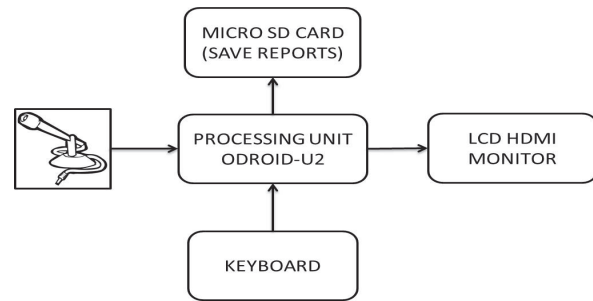 MICRO SD CARD
(SAVE REPORTS)
PROCESSING UNIT
ODROID-U2
LCD HDMI
MONITOR
KEYBOARD